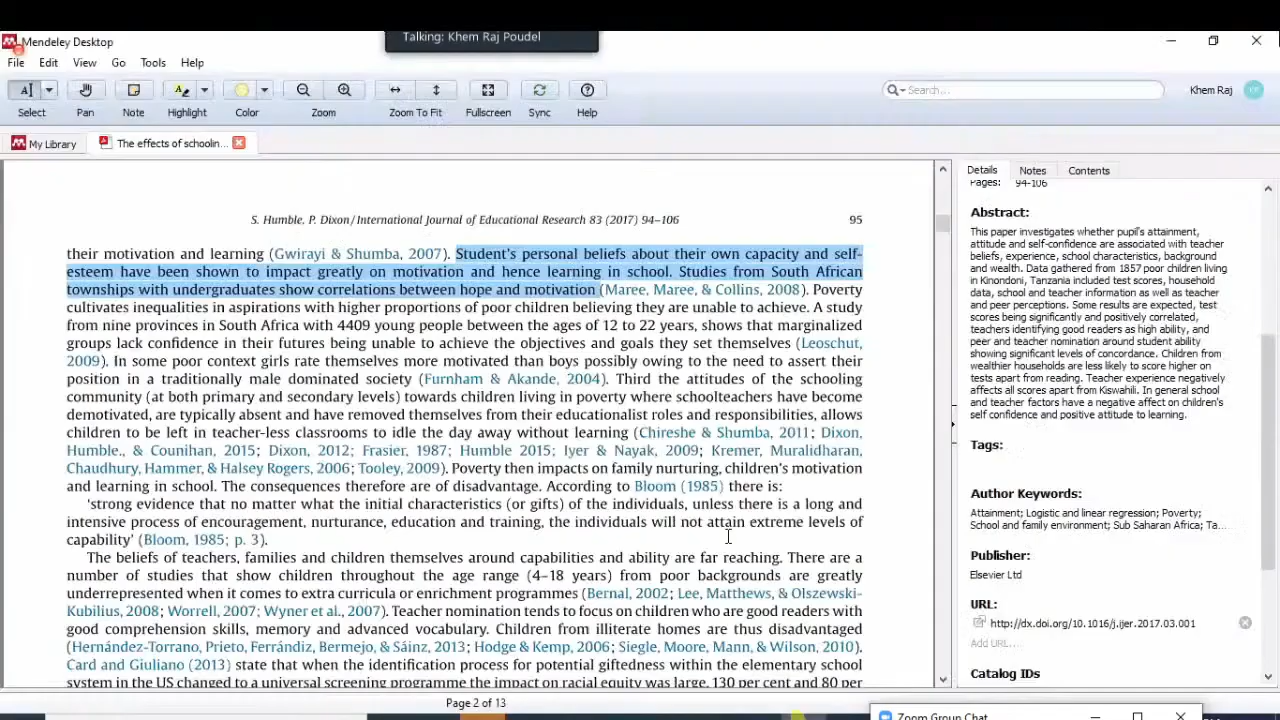 Talking: Khem Raj Poudel
Mendeley Desktop
File Edit View Go Tools Help
Search...
Khem Raj
Select Pan Note Highlight Color Zoom Zoom To Fit Fullscreen Sync Help
My Library
The effects of schoolin...
S. Humble, P. Dixon / International Journal of Educational Research 83 (2017) 94–106
95
their motivation and learning (Gwirayi & Shumba, 2007). Student's personal beliefs about their own capacity and self-
esteem have been shown to impact greatly on motivation and hence learning in school. Studies from South African
townships with undergraduates show correlations between hope and motivation (Maree, Maree, & Collins, 2008). Poverty
cultivates inequalities in aspirations with higher proportions of poor children believing they are unable to achieve. A study
from nine provinces in South Africa with 4409 young people between the ages of 12 to 22 years, shows that marginalized
groups lack confidence in their futures being unable to achieve the objectives and goals they set themselves (Leoschut,
2009). In some poor context girls rate themselves more motivated than boys possibly owing to the need to assert their
position in a traditionally male dominated society (Furnham & Akande, 2004). Third the attitudes of the schooling
community (at both primary and secondary levels) towards children living in poverty where schoolteachers have become
demotivated, are typically absent and have removed themselves from their educationalist roles and responsibilities, allows
children to be left in teacher-less classrooms to idle the day away without learning (Chireshe & Shumba, 2011; Dixon,
Humble., & Counihan, 2015; Dixon, 2012; Frasier, 1987; Humble 2015; Iyer & Nayak, 2009; Kremer, Muralidharan,
Chaudhury, Hammer, & Halsey Rogers, 2006; Tooley, 2009). Poverty then impacts on family nurturing, children's motivation
and learning in school. The consequences therefore are of disadvantage. According to Bloom (1985) there is:
'strong evidence that no matter what the initial characteristics (or gifts) of the individuals, unless there is a long and
intensive process of encouragement, nurturance, education and training, the individuals will not attain extreme levels of
capability' (Bloom, 1985; p. 3).
The beliefs of teachers, families and children themselves around capabilities and ability are far reaching. There are a
number of studies that show children throughout the age range (4–18 years) from poor backgrounds are greatly
underrepresented when it comes to extra curricula or enrichment programmes (Bernal, 2002; Lee, Matthews, & Olszewski-
Kubilius, 2008; Worrell, 2007; Wyner et al., 2007). Teacher nomination tends to focus on children who are good readers with
good comprehension skills, memory and advanced vocabulary. Children from illiterate homes are thus disadvantaged
(Hernández-Torrano, Prieto, Ferrándiz, Bermejo, & Sáinz, 2013; Hodge & Kemp, 2006; Siegle, Moore, Mann, & Wilson, 2010).
Card and Giuliano (2013) state that when the identification process for potential giftedness within the elementary school
system in the US changed to a universal screening programme the impact on racial equity was large, 130 per cent and 80 per
Page 2 of 13
Details Notes Contents
Pages: 94-106
Abstract:
This paper investigates whether pupil's attainment,
attitude and self-confidence are associated with teacher
beliefs, experience, school characteristics, background
and wealth. Data gathered from 1857 poor children living
in Kinondoni, Tanzania included test scores, household
data, school and teacher information as well as teacher
and peer perceptions. Some results are expected, test
scores being significantly and positively correlated,
teachers identifying good readers as high ability, and
peer and teacher nomination around student ability
showing significant levels of concordance. Children from
wealthier households are less likely to score higher on
tests apart from reading. Teacher experience negatively
affects all scores apart from Kiswahili. In general school
and teacher factors have a negative affect on children's
self confidence and positive attitude to learning.
Tags:
Author Keywords:
Attainment; Logistic and linear regression; Poverty;
School and family environment; Sub Saharan Africa; Ta...
Publisher:
Elsevier Ltd
URL:
http://dx.doi.org/10.1016/j.ijer.2017.03.001
Add URL...
Catalog IDs
Zoom Group Chat